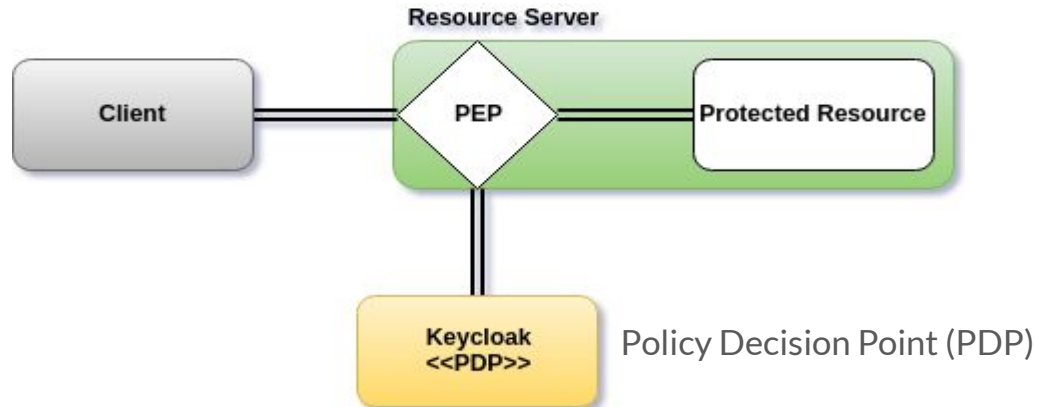 Resource Server
Client
PEP
Protected Resource
Keycloak
<<PDP>>
Policy Decision Point (PDP)